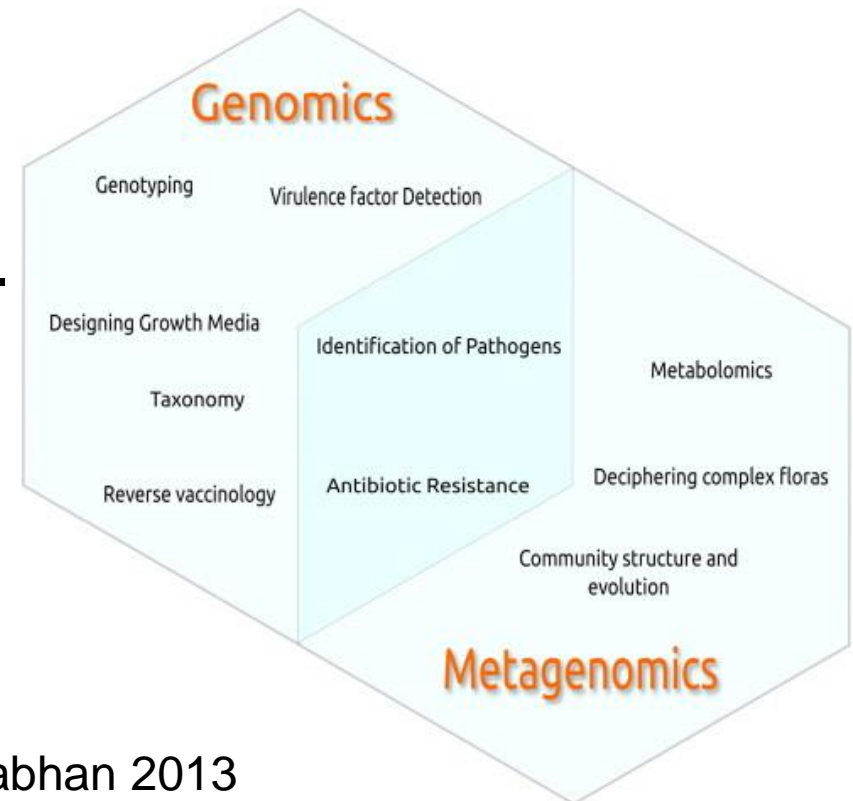 Genomics
Genotyping
Virulence factor Detection
.
Designing Growth Media
Identification of Pathogens
Metabolomics
Taxonomy
Reverse vaccinology
Antibiotic Resistance
Deciphering complex floras
Community structure and
evolution
Metagenomics
2013